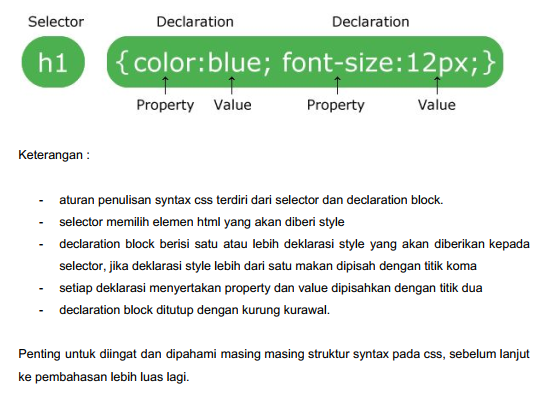 Selector Declaration Declaration
h1 {color:blue; font-size:12px;}
Property Value Property Value
Keterangan :
- aturan penulisan syntax css terdiri dari selector dan declaration block.
- selector memilih elemen html yang akan diberi style
- declaration block berisi satu atau lebih deklarasi style yang akan diberikan kepada
selector, jika deklarasi style lebih dari satu makan dipisah dengan titik koma
- setiap deklarasi menyertakan property dan value dipisahkan dengan titik dua
- declaration block ditutup dengan kurung kurawal.
Penting untuk diingat dan dipahami masing masing struktur syntax pada css, sebelum lanjut
ke pembahasan lebih luas lagi.